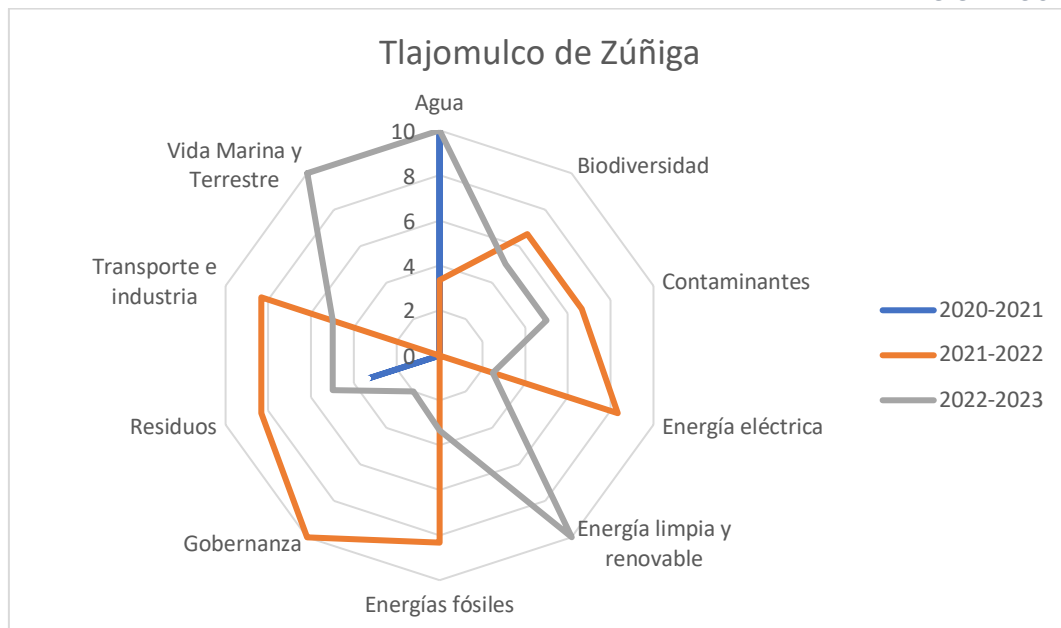 Tlajomulco de Zúñiga
Agua
Biodiversidad
Contaminantes
Energía eléctrica
Energía limpia y
renovable
Energías fósiles
Gobernanza
Residuos
Transporte e
industria
Vida Marina y
Terrestre
10
8
6
4
2
0
2020-2021
2021-2022
2022-2023